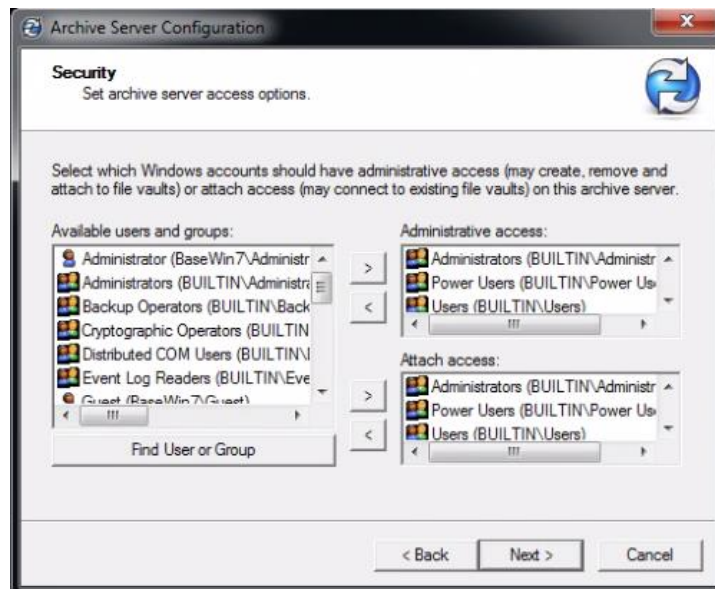 Archive Server Configuration
Security
Set archive server access options.
Select which Windows accounts should have administrative access (may create, remove and
attach to file vaults) or attach access (may connect to existing file vaults) on this archive server.
Available users and groups:
Administrator (BaseWin7\Administr
Administrators (BUILTIN\Administra
Backup Operators (BUILTIN\Back
Cryptographic Operators (BUILTIN
Distributed COM Users (BUILTIN\
Event Log Readers (BUILTIN\Eve
Guest (BaseWin7\Guest)
Find User or Group
>
<
Administrative access:
Administrators (BUILTIN\Administr
Power Users (BUILTIN\Power Us
Users (BUILTIN\Users)
>
<
Attach access:
Administrators (BUILTIN\Administr
Power Users (BUILTIN\Power Us
Users (BUILTIN\Users)
< Back
Next >
Cancel